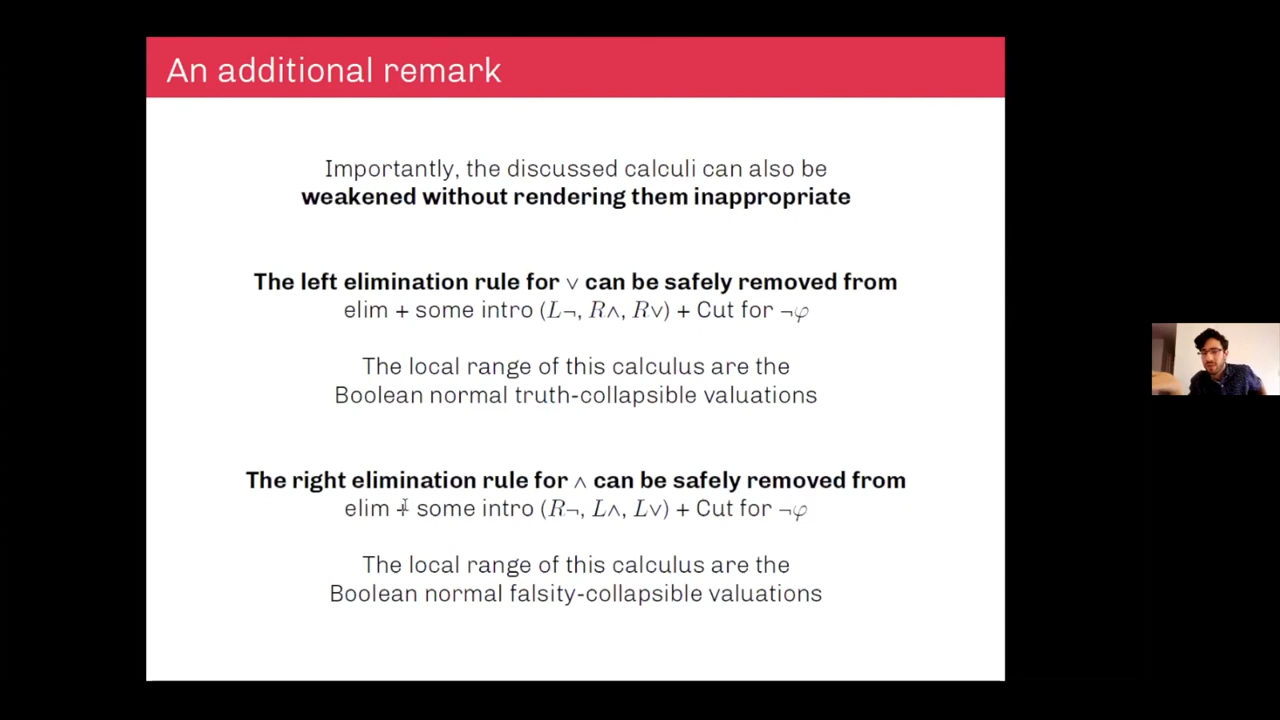 An additional remark
Importantly, the discussed calculi can also be
weakened without rendering them inappropriate
The left elimination rule for ∨ can be safely removed from
elim + some intro (L¬, R∧, R∨) + Cut for ¬φ
The local range of this calculus are the
Boolean normal truth-collapsible valuations
The right elimination rule for ∧ can be safely removed from
elim + some intro (R¬, L∧, L∨) + Cut for ¬φ
The local range of this calculus are the
Boolean normal falsity-collapsible valuations